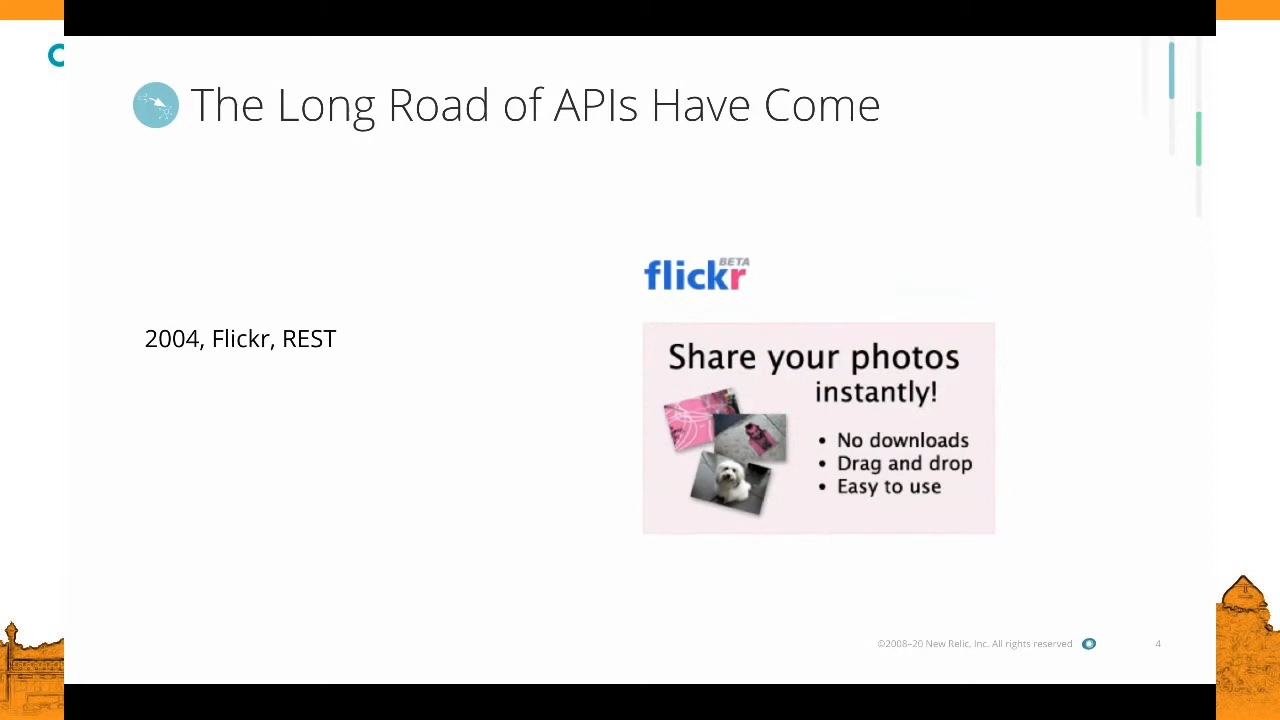 The Long Road of APIs Have Come
2004, Flickr, REST
flickr BETA
Share your photos
instantly!
• No downloads
• Drag and drop
• Easy to use
©2008–20 New Relic, Inc. All rights reserved
4